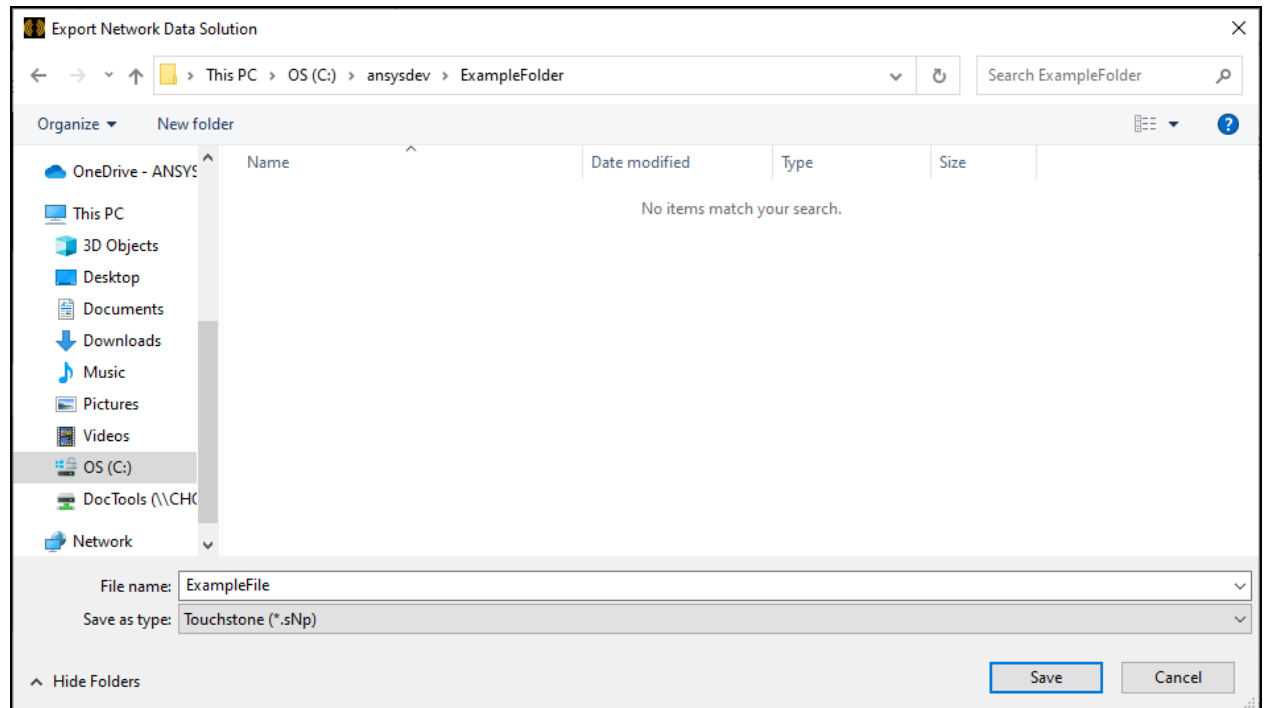 Export Network Data Solution
This PC > OS (C:) > ansysdev > ExampleFolder
Search ExampleFolder
Organize
New folder
?
Name
Date modified
Type
Size
No items match your search.
OneDrive - ANSYS
This PC
3D Objects
Desktop
Documents
Downloads
Music
Pictures
Videos
OS (C:)
DocTools (\\CHO
Network
File name: ExampleFile
Save as type: Touchstone (*.sNp)
Hide Folders
Save
Cancel